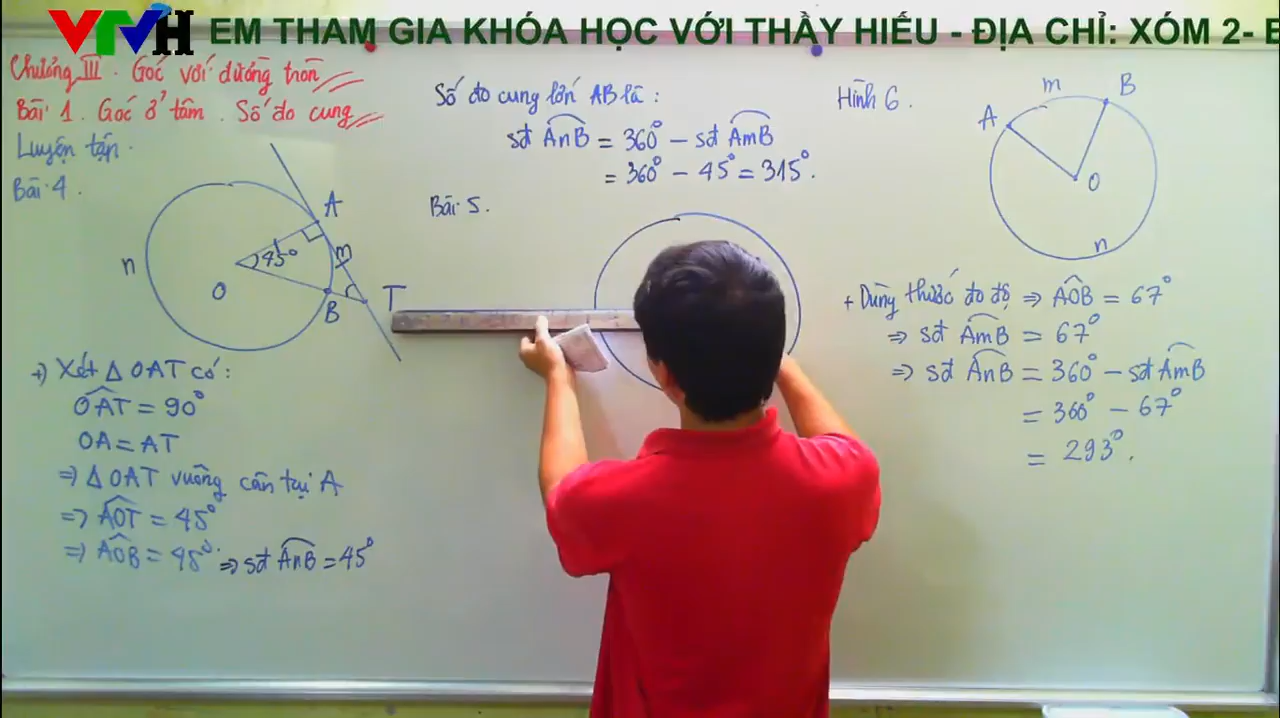 VTVH EM THAM GIA KHÓA HỌC VỚI THẦY HIẾU - ĐỊA CHỈ: XÓM 2- E
Chương III. Góc với đường tròn
Bài 1. Góc ở tâm. Số đo cung
Luyện tập.
Bài 4.
A
n
45°
m
O
B
T
+) Xét Δ OAT có:
OAT = 90°
OA = AT
⇒ Δ OAT vuông cân tại A
⇒ AOT = 45°
⇒ AOB = 45° ⇒ sđ AnB = 45°
Số đo cung lớn AB là:
sđ AnB = 360° - sđ AmB
= 360° - 45° = 315°.
Bài 5.
Hình 6.
m
B
A
O
n
+ Dùng thước đo độ ⇒ AOB = 67°
⇒ sđ AmB = 67°
⇒ sđ AnB = 360° - sđ AmB
= 360° - 67°
= 293°.